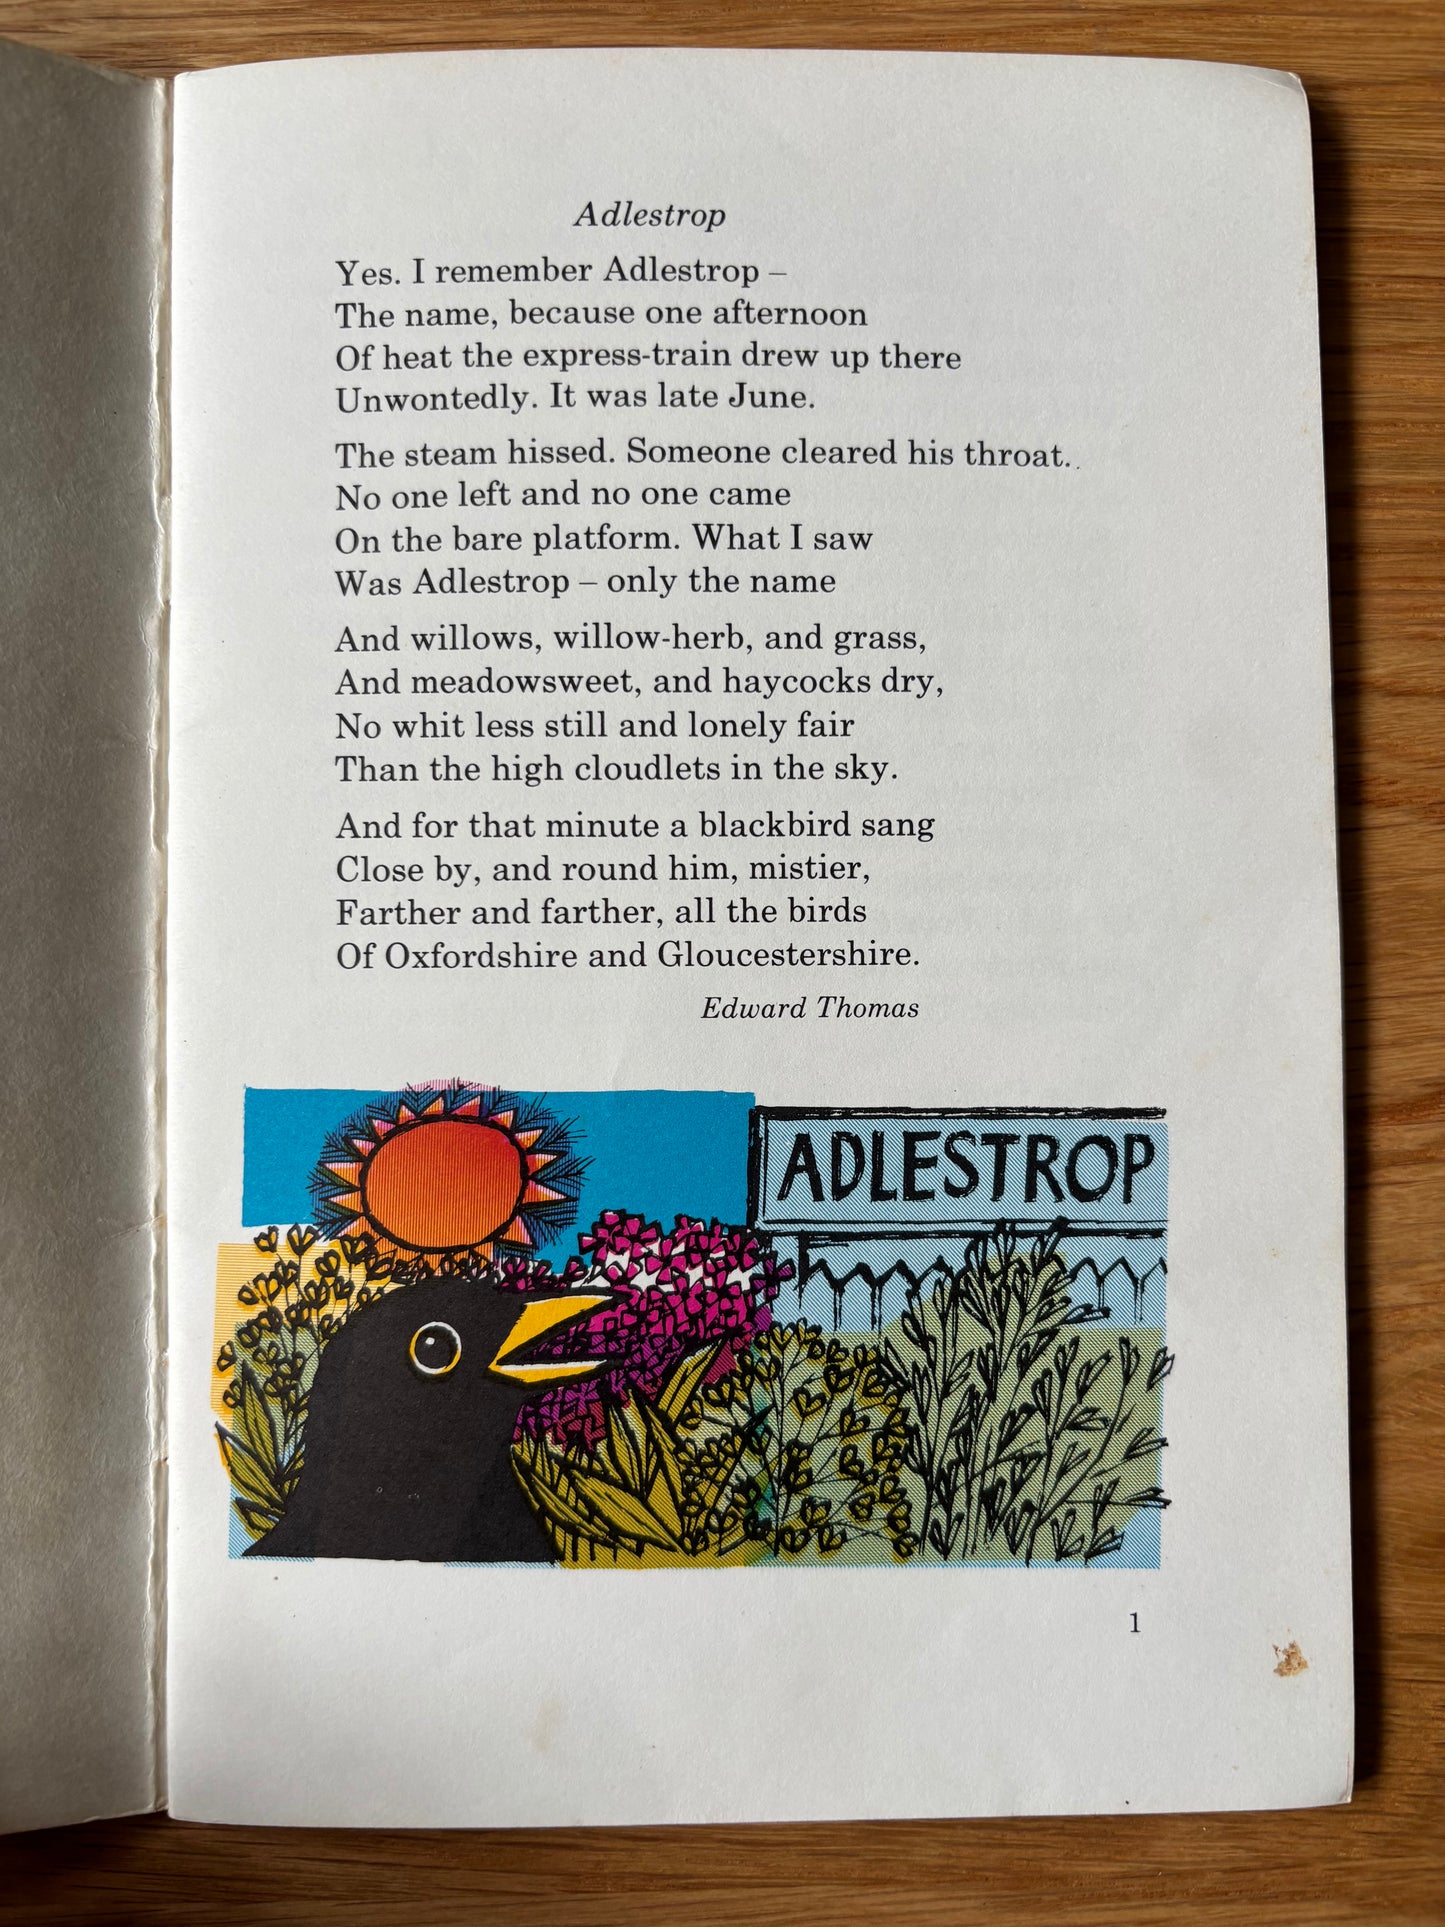 Adlestrop
Yes. I remember Adlestrop –
The name, because one afternoon
Of heat the express-train drew up there
Unwontedly. It was late June.
The steam hissed. Someone cleared his throat.
No one left and no one came
On the bare platform. What I saw
Was Adlestrop – only the name
And willows, willow-herb, and grass,
And meadowsweet, and haycocks dry,
No whit less still and lonely fair
Than the high cloudlets in the sky.
And for that minute a blackbird sang
Close by, and round him, mistier,
Farther and farther, all the birds
Of Oxfordshire and Gloucestershire.
Edward Thomas
ADLESTROP
1